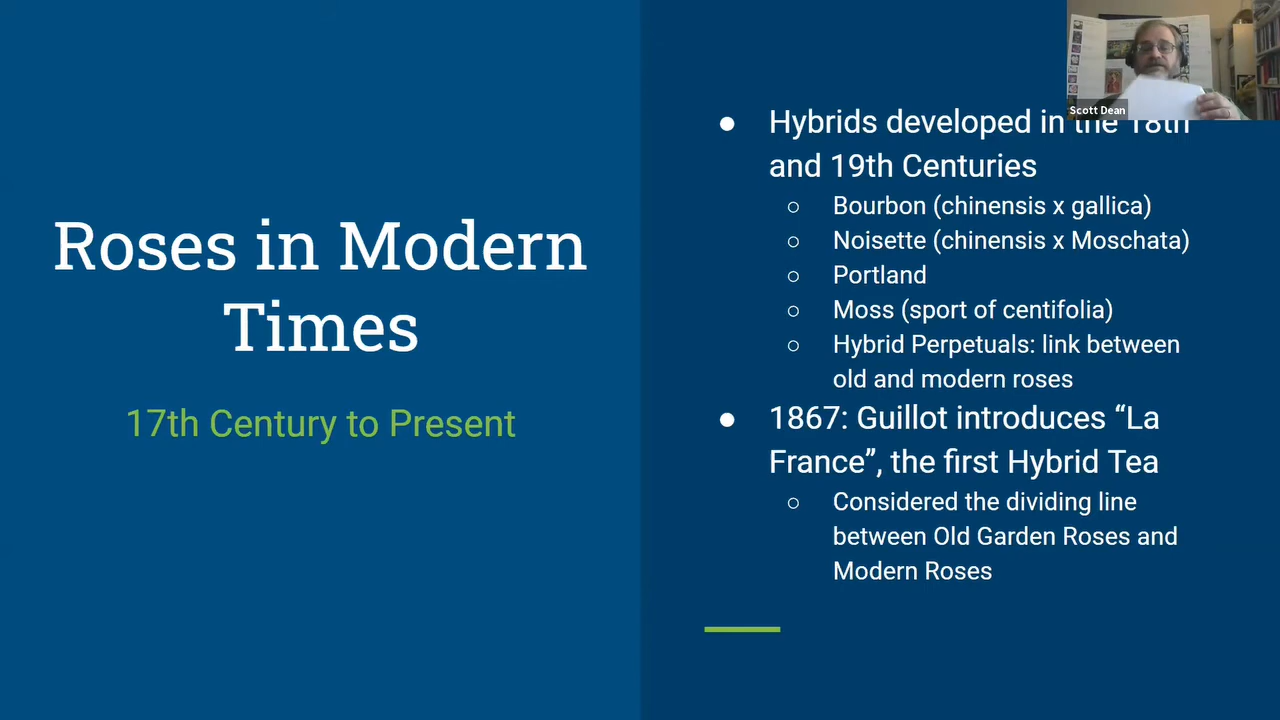 Roses in Modern
Times
17th Century to Present
Scott Dean
● Hybrids developed in the 18th
and 19th Centuries
○ Bourbon (chinensis x gallica)
○ Noisette (chinensis x Moschata)
○ Portland
○ Moss (sport of centifolia)
○ Hybrid Perpetuals: link between
old and modern roses
● 1867: Guillot introduces “La
France”, the first Hybrid Tea
○ Considered the dividing line
between Old Garden Roses and
Modern Roses